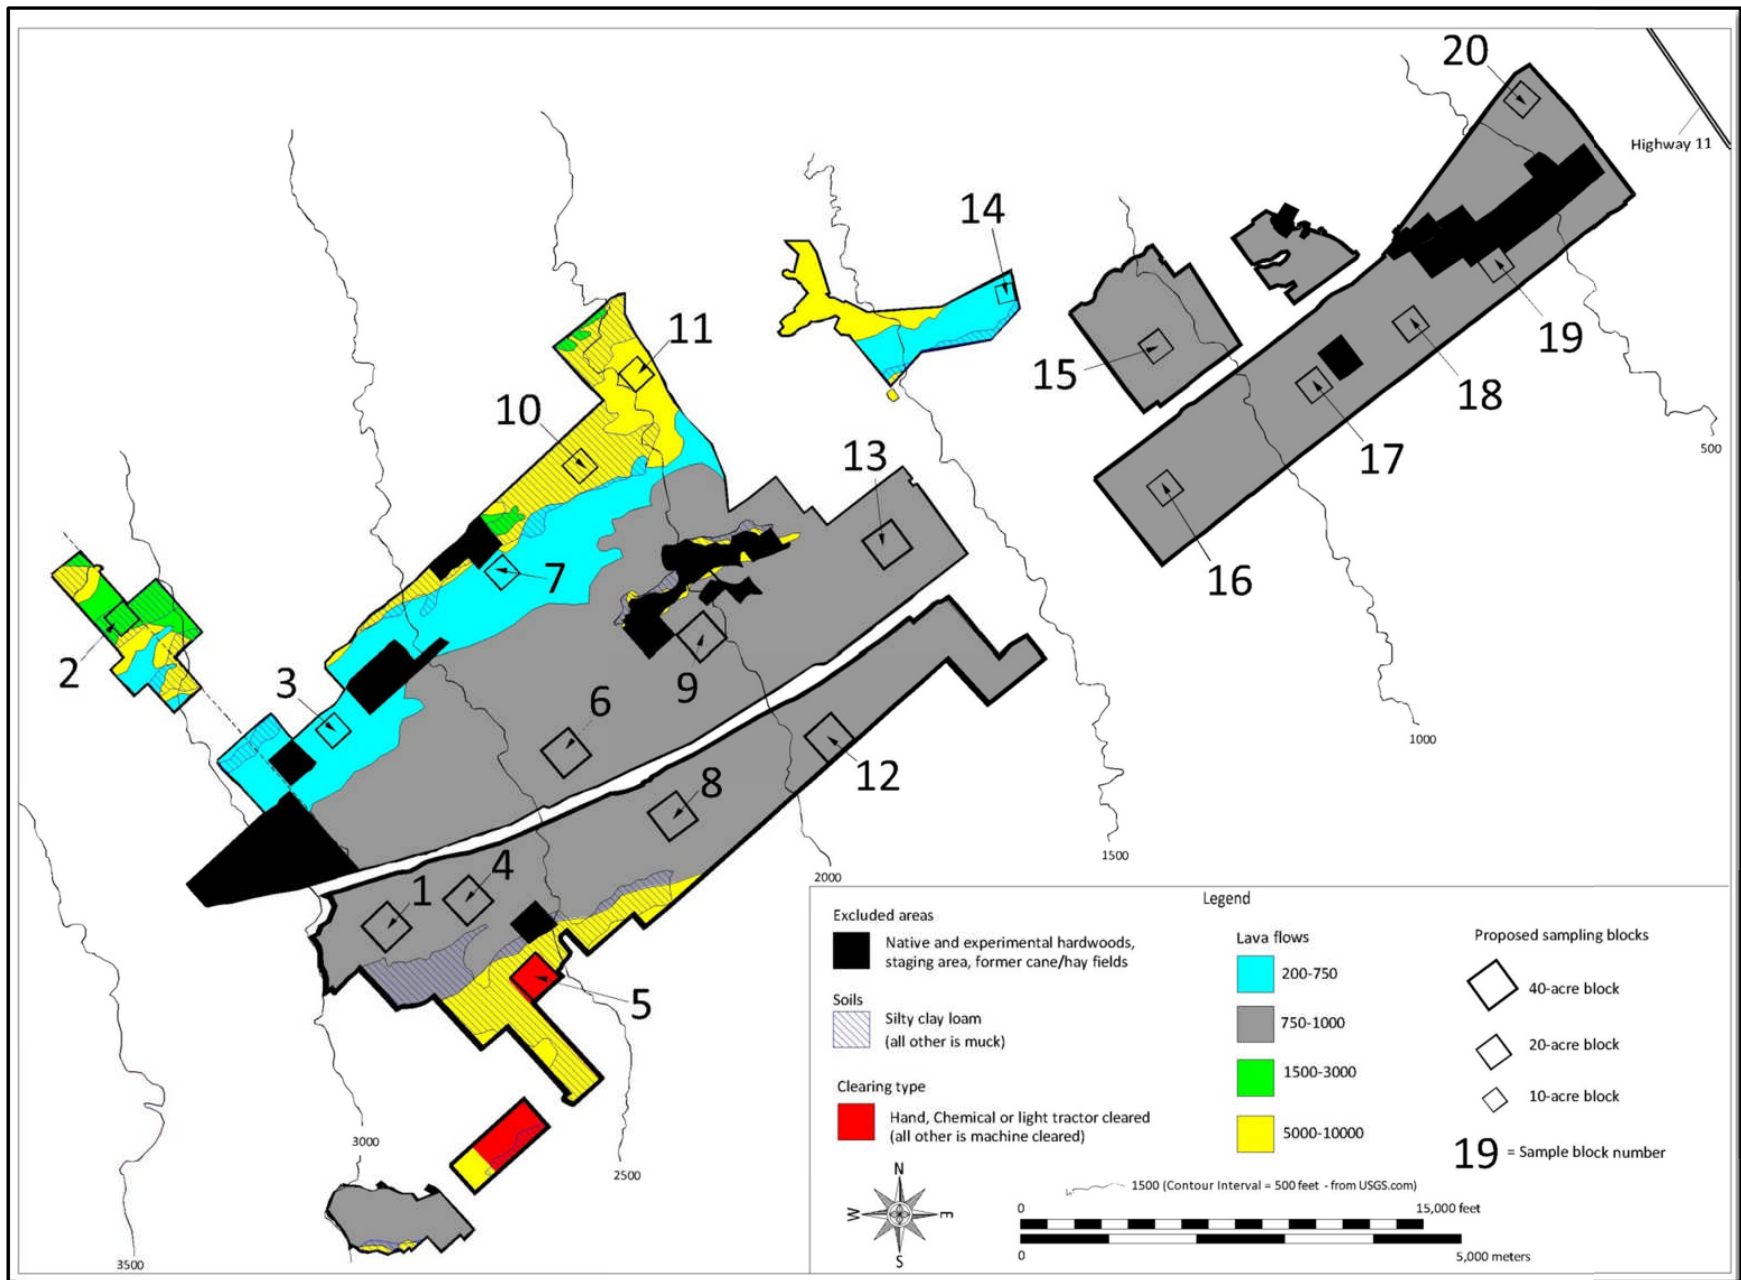 20
Highway 11
14
11
19
15
10
18
500
17
13
16
7
2
3
6
9
1000
12
8
1500
4
2000
1
5
3000
2500
3500
Legend
Excluded areas
Native and experimental hardwoods,
staging area, former cane/hay fields
Soils
Silty clay loam
(all other is muck)
Clearing type
Hand, Chemical or light tractor cleared
(all other is machine cleared)
Lava flows
200-750
750-1000
1500-3000
5000-10000
Proposed sampling blocks
40-acre block
20-acre block
10-acre block
19 = Sample block number
N
W
E
S
1500 (Contour Interval = 500 feet - from USGS.com)
0
15,000 feet
0
5,000 meters